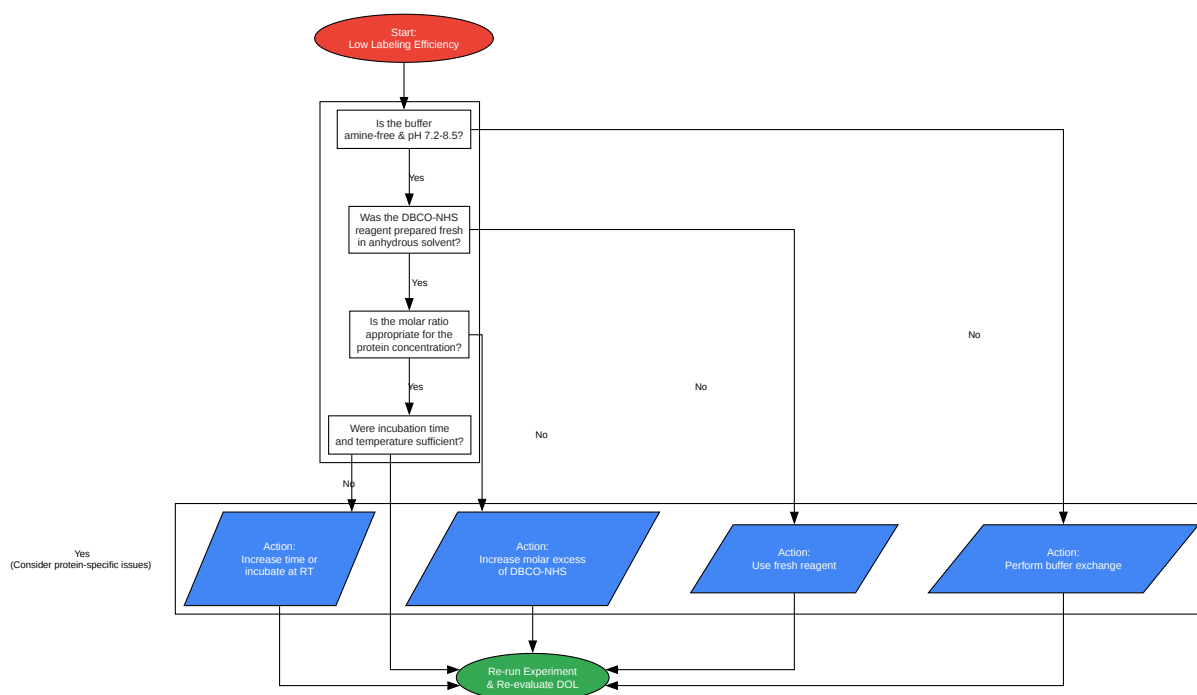 Start:
Low Labeling Efficiency
Is the buffer
amine-free & pH 7.2-8.5?
Yes
Was the DBCO-NHS
reagent prepared fresh
in anhydrous solvent?
Yes
Is the molar ratio
appropriate for the
protein concentration?
No
Yes
No
Were incubation time
and temperature sufficient?
No
No
Yes
(Consider protein-specific issues)
Action:
Increase time or
incubate at RT
Action:
Increase molar excess
of DBCO-NHS
Action:
Use fresh reagent
Action:
Perform buffer exchange
Re-run Experiment
& Re-evaluate DOL